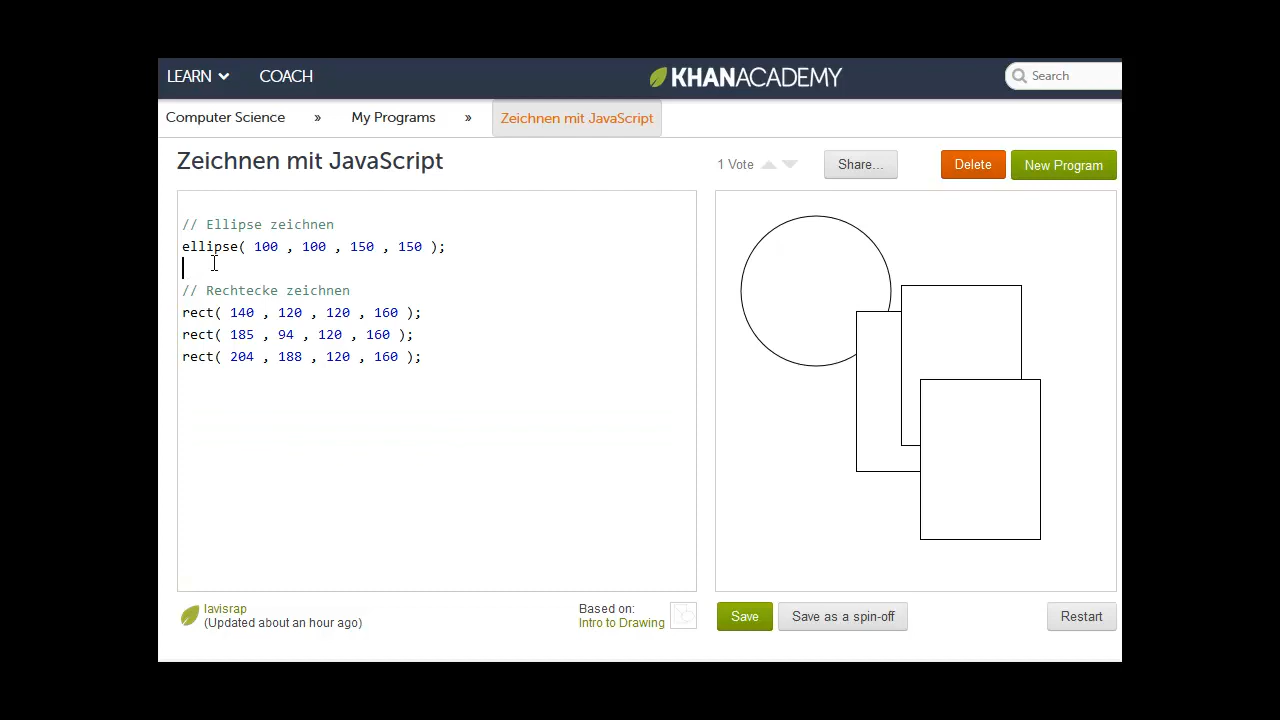 LEARN COACH KHANACADEMY Search
Computer Science » My Programs » Zeichnen mit JavaScript
Zeichnen mit JavaScript 1 Vote Share... Delete New Program
// Ellipse zeichnen
ellipse( 100 , 100 , 150 , 150 );
// Rechtecke zeichnen
rect( 140 , 120 , 120 , 160 );
rect( 185 , 94 , 120 , 160 );
rect( 204 , 188 , 120 , 160 );
lavisrap
(Updated about an hour ago)
Based on:
Intro to Drawing
Save Save as a spin-off Restart